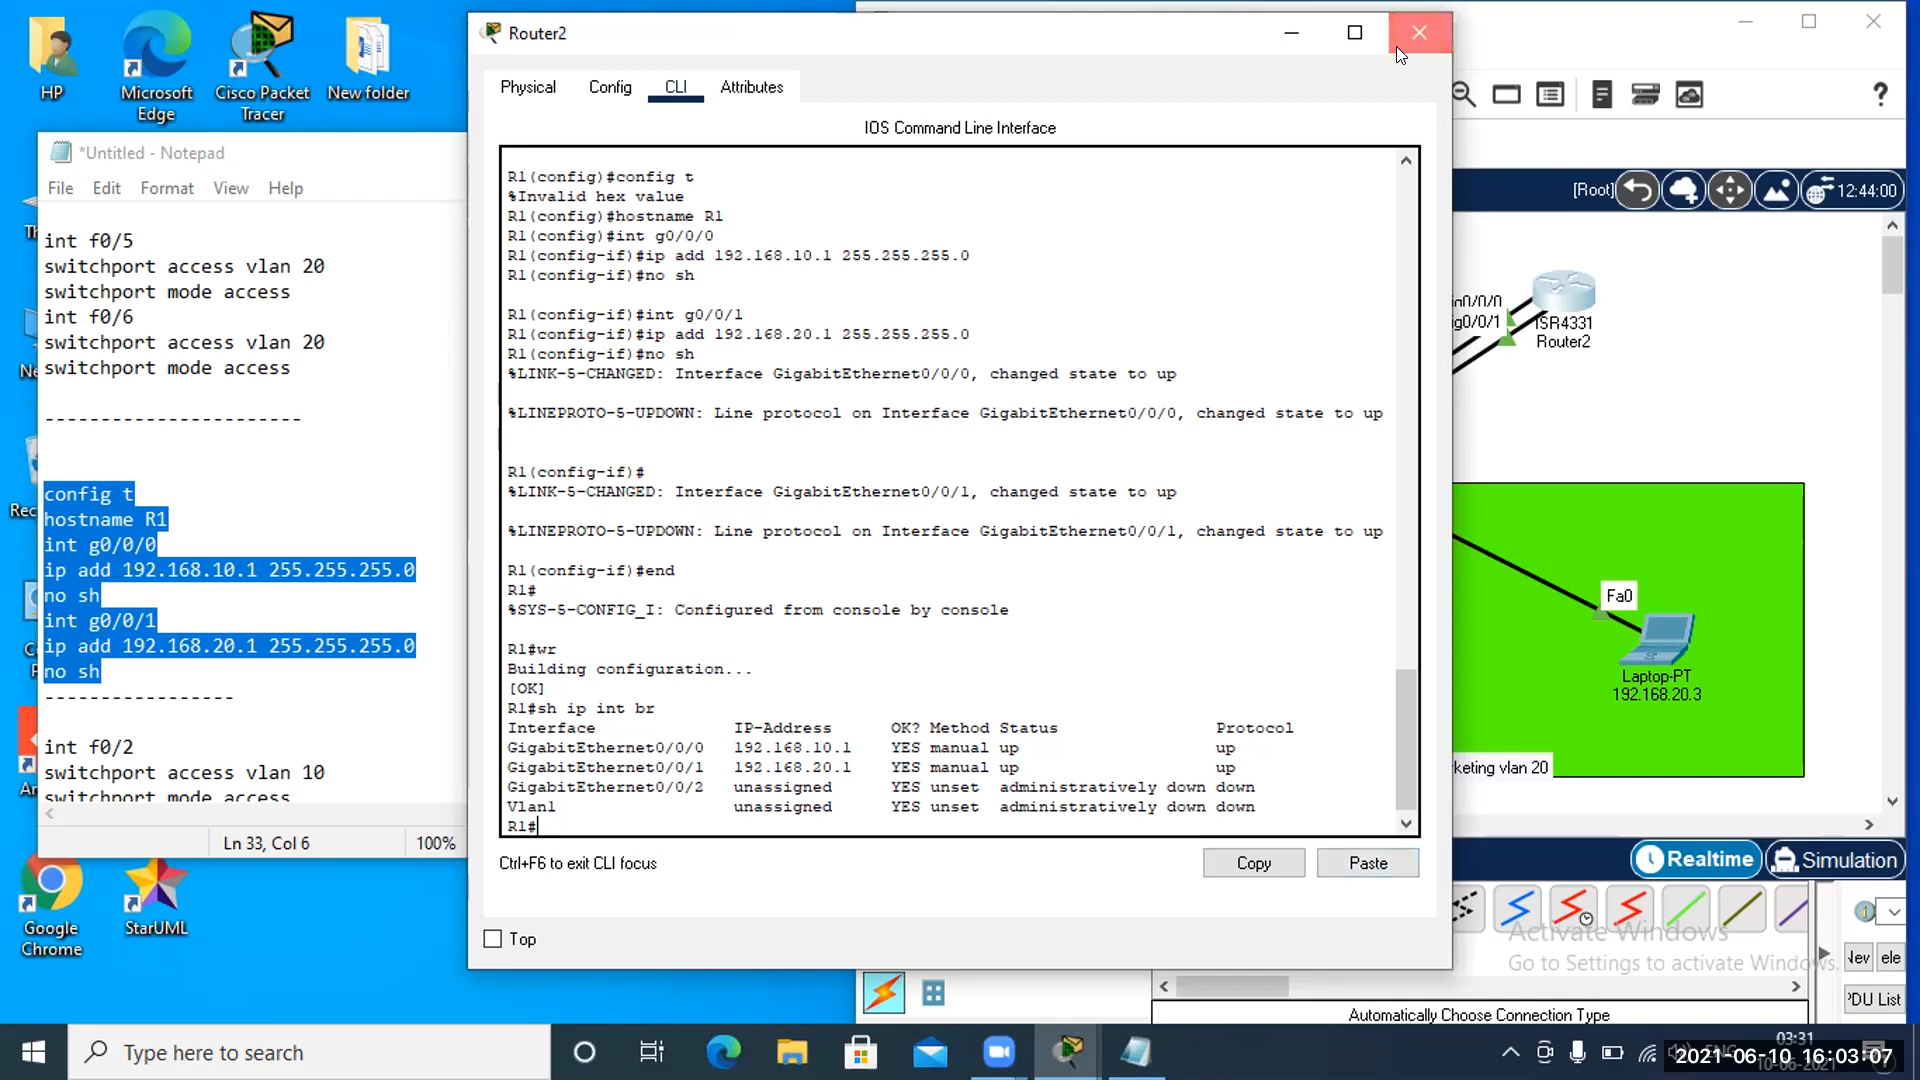 HP
Microsoft
Edge
Cisco Packet
Tracer
New folder
*Untitled - Notepad
File Edit Format View Help
int f0/5
switchport access vlan 20
switchport mode access
int f0/6
switchport access vlan 20
switchport mode access
-----------------------
config t
hostname R1
int g0/0/0
ip add 192.168.10.1 255.255.255.0
no sh
int g0/0/1
ip add 192.168.20.1 255.255.255.0
no sh
-----------------
int f0/2
switchport access vlan 10
switchport mode access
Ln 33, Col 6
100%
Google
Chrome
StarUML
Router2
Physical Config CLI Attributes
IOS Command Line Interface
R1(config)#config t
%Invalid hex value
R1(config)#hostname R1
R1(config)#int g0/0/0
R1(config-if)#ip add 192.168.10.1 255.255.255.0
R1(config-if)#no sh
R1(config-if)#int g0/0/1
R1(config-if)#ip add 192.168.20.1 255.255.255.0
R1(config-if)#no sh
%LINK-5-CHANGED: Interface GigabitEthernet0/0/0, changed state to up
%LINEPROTO-5-UPDOWN: Line protocol on Interface GigabitEthernet0/0/0, changed state to up
R1(config-if)#
%LINK-5-CHANGED: Interface GigabitEthernet0/0/1, changed state to up
%LINEPROTO-5-UPDOWN: Line protocol on Interface GigabitEthernet0/0/1, changed state to up
R1(config-if)#end
R1#
%SYS-5-CONFIG_I: Configured from console by console
R1#wr
Building configuration...
[OK]
R1#sh ip int br
Interface IP-Address OK? Method Status Protocol
GigabitEthernet0/0/0 192.168.10.1 YES manual up up
GigabitEthernet0/0/1 192.168.20.1 YES manual up up
GigabitEthernet0/0/2 unassigned YES unset administratively down down
Vlan1 unassigned YES unset administratively down down
R1#
Ctrl+F6 to exit CLI focus
Copy
Paste
Top
[Root]
12:44:00
g0/0/1
ISR4331
Router2
Fa0
Laptop-PT
192.168.20.3
keting vlan 20
Realtime
Simulation
Activate Windows
Go to Settings to activate Windows.
PDU List
Automatically Choose Connection Type
Type here to search
03:31
2021-06-10 16:03:07